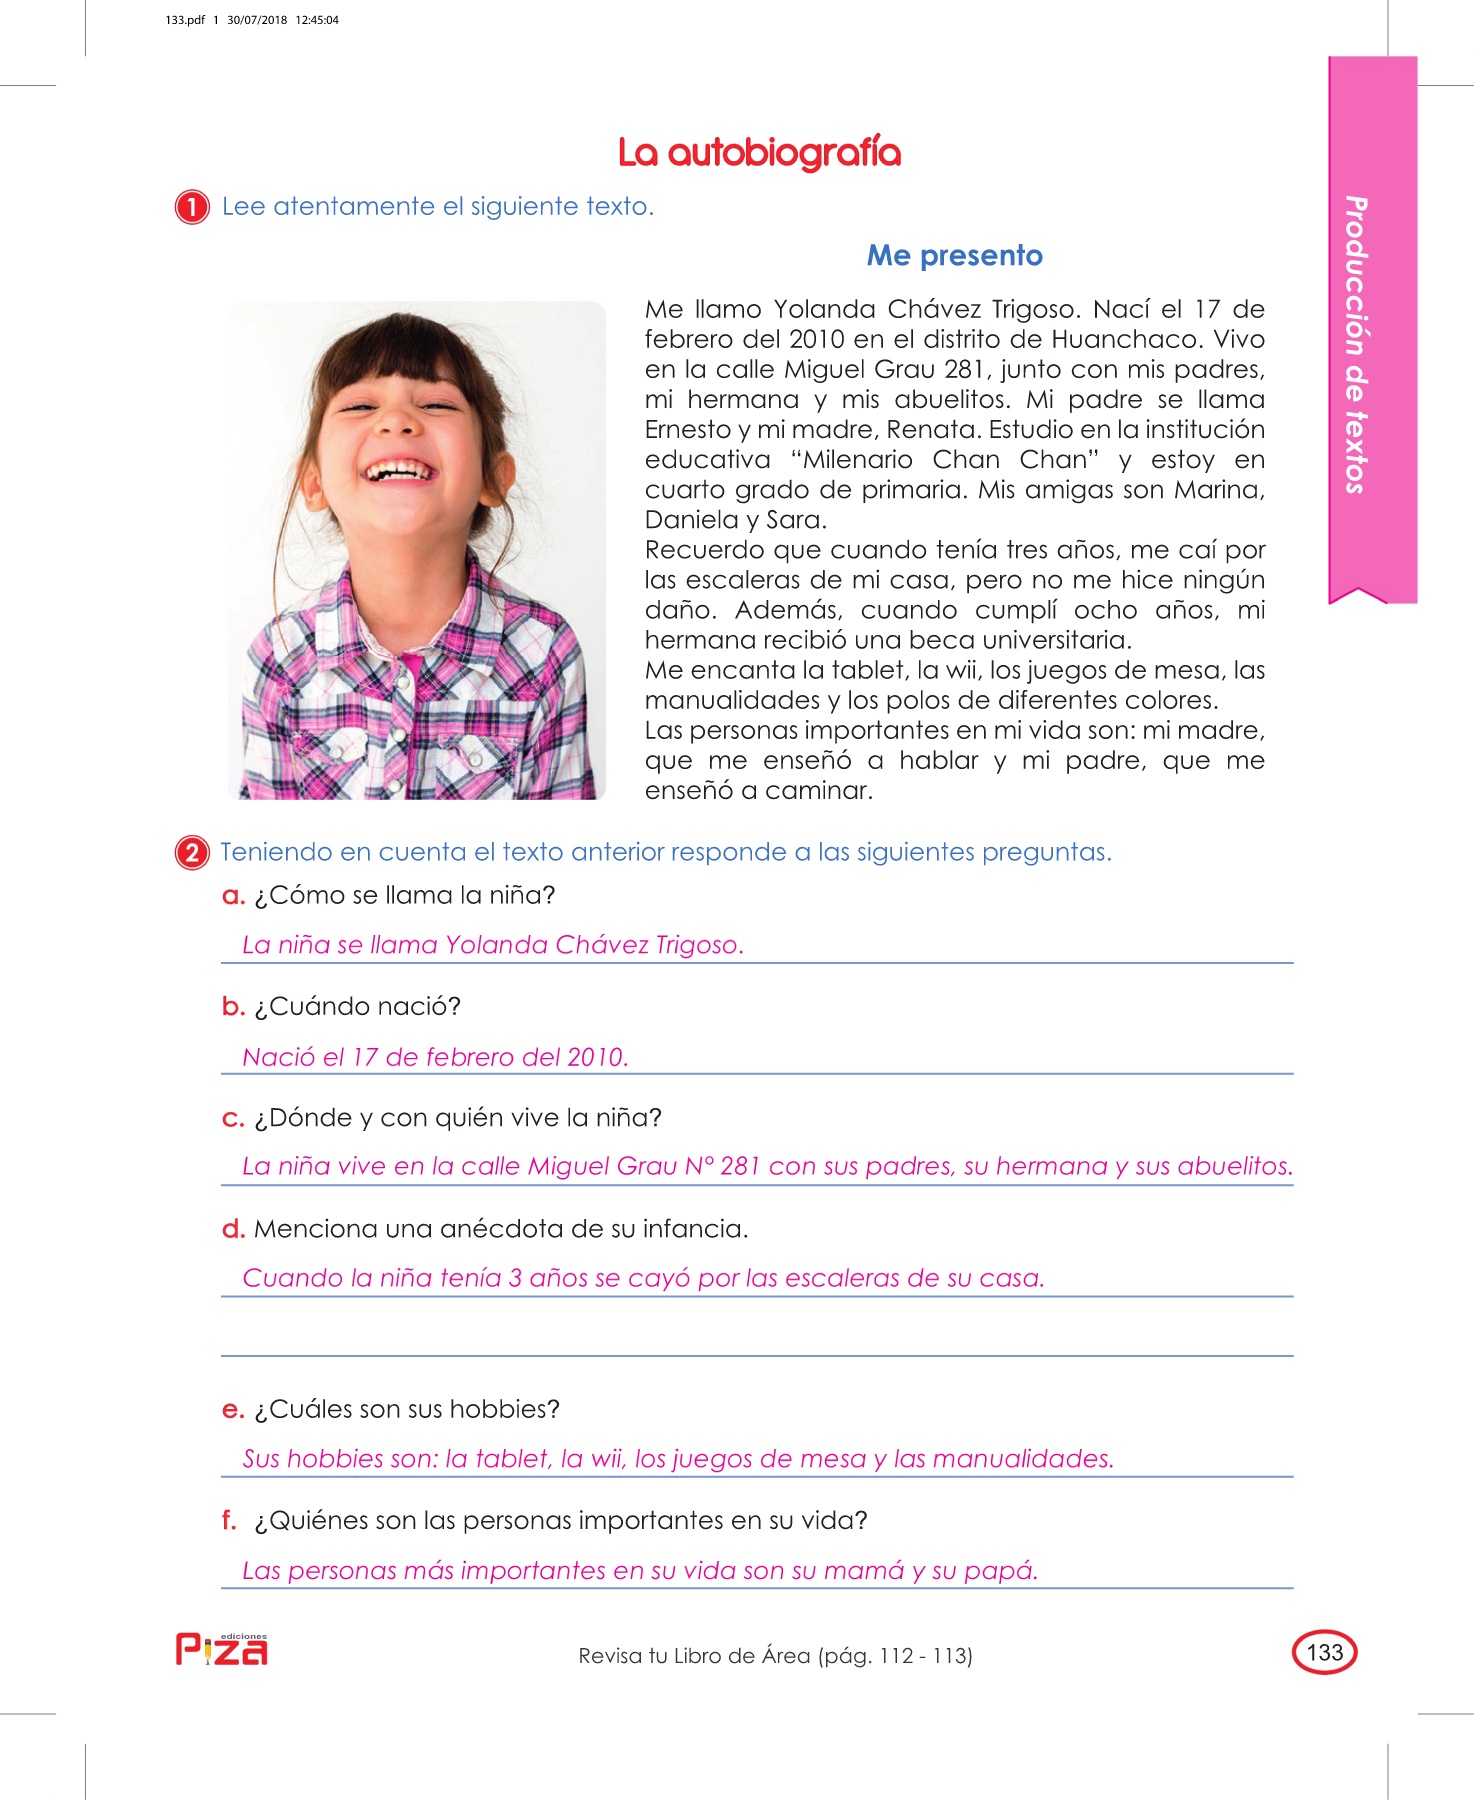 133.pdf 1 30/07/2018 12:45:04
La autobiografía
1 Lee atentamente el siguiente texto.
Me presento
Me llamo Yolanda Chávez Trigoso. Nací el 17 de
febrero del 2010 en el distrito de Huanchaco. Vivo
en la calle Miguel Grau 281, junto con mis padres,
mi hermana y mis abuelitos. Mi padre se llama
Ernesto y mi madre, Renata. Estudio en la institución
educativa “Milenario Chan Chan” y estoy en
cuarto grado de primaria. Mis amigas son Marina,
Daniela y Sara.
Recuerdo que cuando tenía tres años, me caí por
las escaleras de mi casa, pero no me hice ningún
daño. Además, cuando cumplí ocho años, mi
hermana recibió una beca universitaria.
Me encanta la tablet, la wii, los juegos de mesa, las
manualidades y los polos de diferentes colores.
Las personas importantes en mi vida son: mi madre,
que me enseñó a hablar y mi padre, que me
enseñó a caminar.
Producción de textos
2 Teniendo en cuenta el texto anterior responde a las siguientes preguntas.
a. ¿Cómo se llama la niña?
La niña se llama Yolanda Chávez Trigoso.
b. ¿Cuándo nació?
Nació el 17 de febrero del 2010.
c. ¿Dónde y con quién vive la niña?
La niña vive en la calle Miguel Grau N° 281 con sus padres, su hermana y sus abuelitos.
d. Menciona una anécdota de su infancia.
Cuando la niña tenía 3 años se cayó por las escaleras de su casa.
e. ¿Cuáles son sus hobbies?
Sus hobbies son: la tablet, la wii, los juegos de mesa y las manualidades.
f. ¿Quiénes son las personas importantes en su vida?
Las personas más importantes en su vida son su mamá y su papá.
ediciones
Piza
Revisa tu Libro de Área (pág. 112 - 113)
133